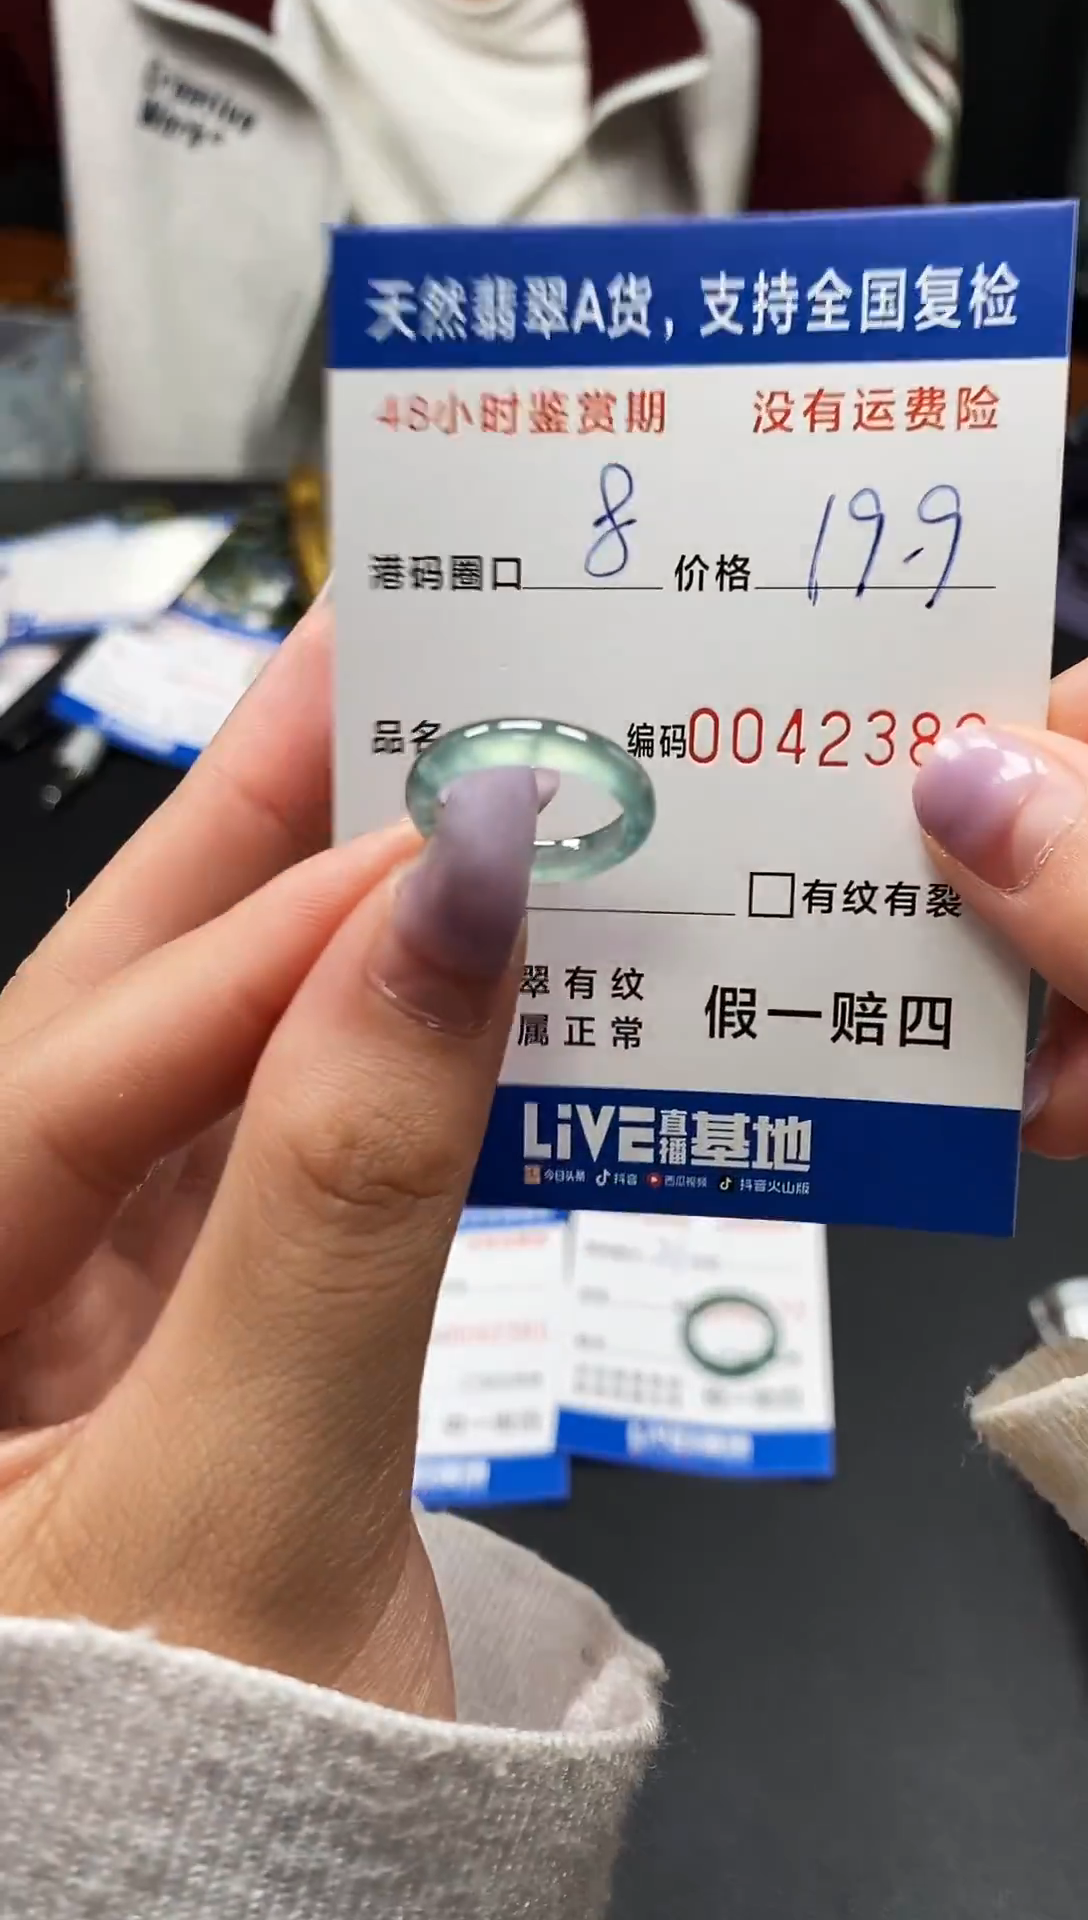 天然翡翠A货，支持全国复检
48小时鉴赏期 没有运费险
港码圈口 8 价格 19.9
品名 编码004238
□有纹有裂
翠有纹
属正常
假一赔四
LiVE直播基地
今日头条 抖音 西瓜视频 抖音火山版